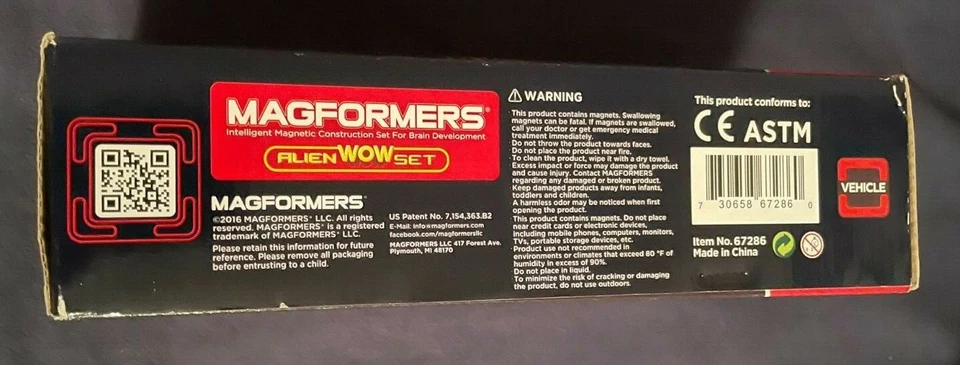 MAGFORMERS®
Intelligent Magnetic Construction Set For Brain Development
ALIEN WOW SET
MAGFORMERS®
©2016 MAGFORMERS® LLC. All rights
reserved. MAGFORMERS® is a registered
trademark of MAGFORMERS® LLC.
Please retain this information for future
reference. Please remove all packaging
before entrusting to a child.
US Patent No. 7,154,363.B2
E-Mail: info@magformers.com
facebook.com/magformersllc
MAGFORMERS LLC 417 Forest Ave.
Plymouth, MI 48170
WARNING
This product contains magnets. Swallowing
magnets can be fatal. If magnets are swallowed,
call your doctor or get emergency medical
treatment immediately.
Do not throw the product towards faces.
Do not place the product near fire.
To clean the product, wipe it with a dry towel.
Excess impact or force may damage the product
and cause injury. Contact MAGFORMERS
regarding any damaged or broken product.
Keep damaged products away from infants,
toddlers and children.
A harmless odor may be noticed when first
opening the product.
This product contains magnets. Do not place
near credit cards or electronic devices,
including mobile phones, computers, monitors,
TVs, portable storage devices, etc.
Product use not recommended in
environments or climates that exceed 80 °F of
humidity in excess of 90%.
Do not place in liquid.
To minimize the risk of cracking or damaging
the product, do not use outdoors.
This product conforms to:
CE ASTM
7 30658 67286 0
Item No. 67286
Made in China
VEHICLE